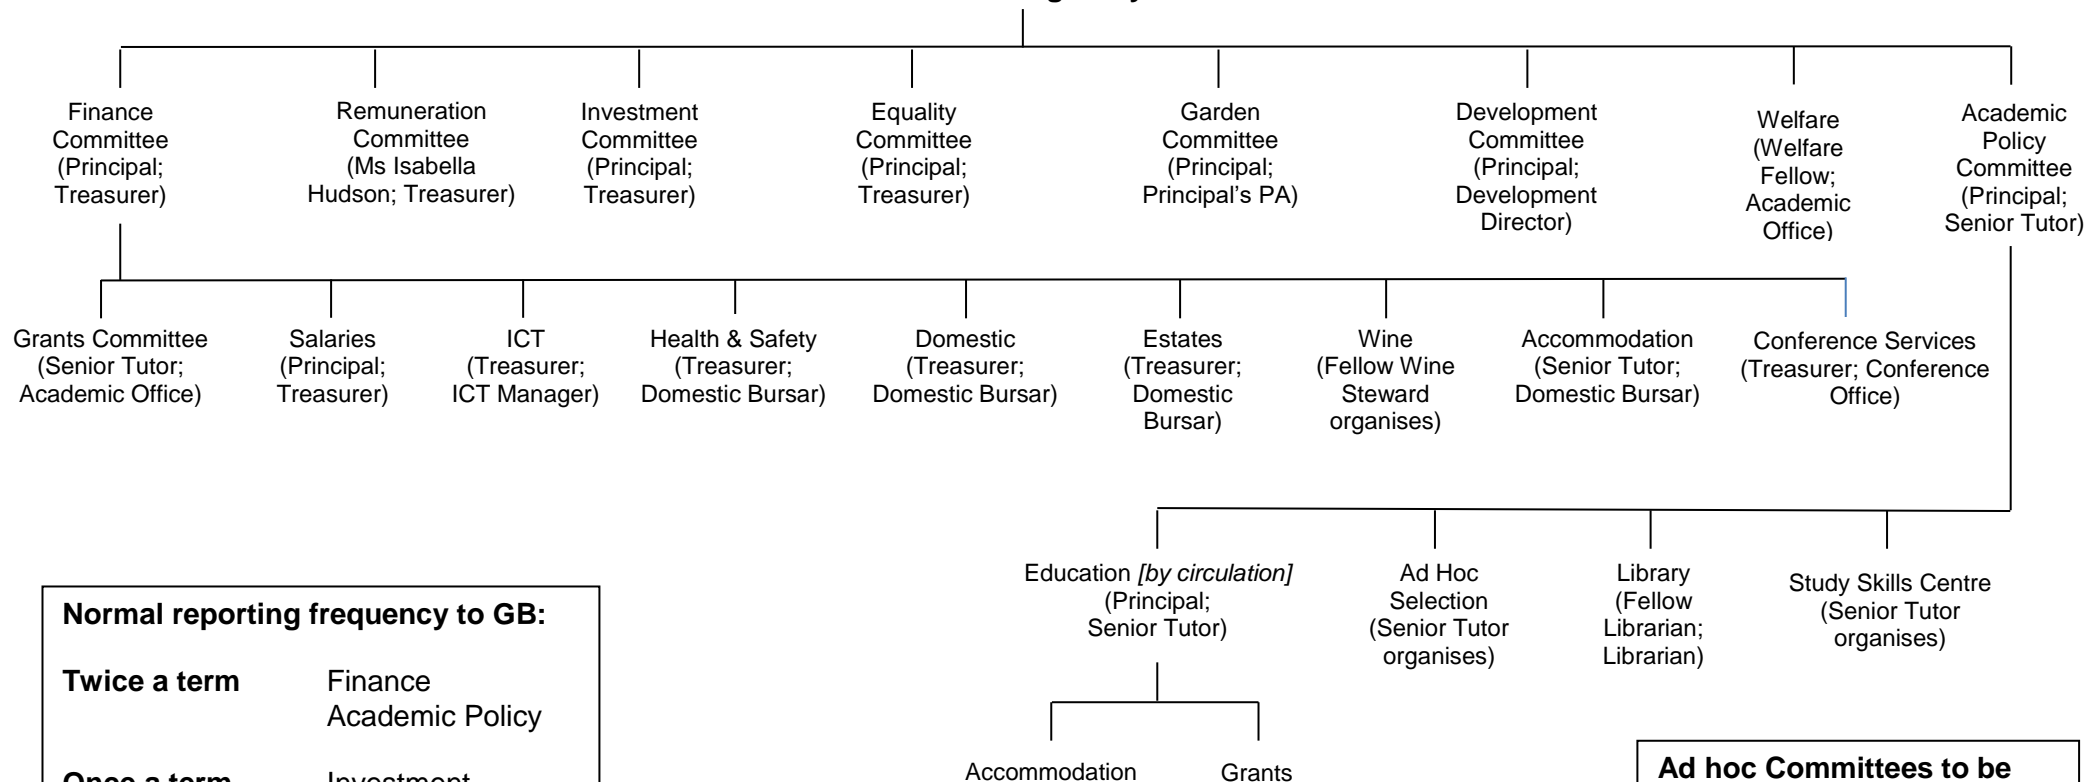 Finance
Committee
(Principal;
Treasurer)
Remuneration
Committee
(Ms Isabella
Hudson; Treasurer)
Investment
Committee
(Principal;
Treasurer)
Equality
Committee
(Principal;
Treasurer)
Garden
Committee
(Principal;
Principal's PA)
Development
Committee
(Principal;
Development
Director)
Welfare
(Welfare
Fellow;
Academic
Office)
Academic
Policy
Committee
(Principal;
Senior Tutor)
Grants Committee
(Senior Tutor;
Academic Office)
Salaries
(Principal;
Treasurer)
ICT
(Treasurer;
ICT Manager)
Health & Safety
(Treasurer;
Domestic Bursar)
Domestic
(Treasurer;
Domestic Bursar)
Estates
(Treasurer;
Domestic
Bursar)
Wine
(Fellow Wine
Steward
organises)
Accommodation
(Senior Tutor;
Domestic Bursar)
Conference Services
(Treasurer; Conference
Office)
Education [by circulation]
(Principal;
Senior Tutor)
Ad Hoc
Selection
(Senior Tutor
organises)
Library
(Fellow
Librarian;
Librarian)
Study Skills Centre
(Senior Tutor
organises)
Accommodation
Grants
Normal reporting frequency to GB:
Twice a term Finance
Academic Policy
Once a term Investment
Ad hoc Committees to be